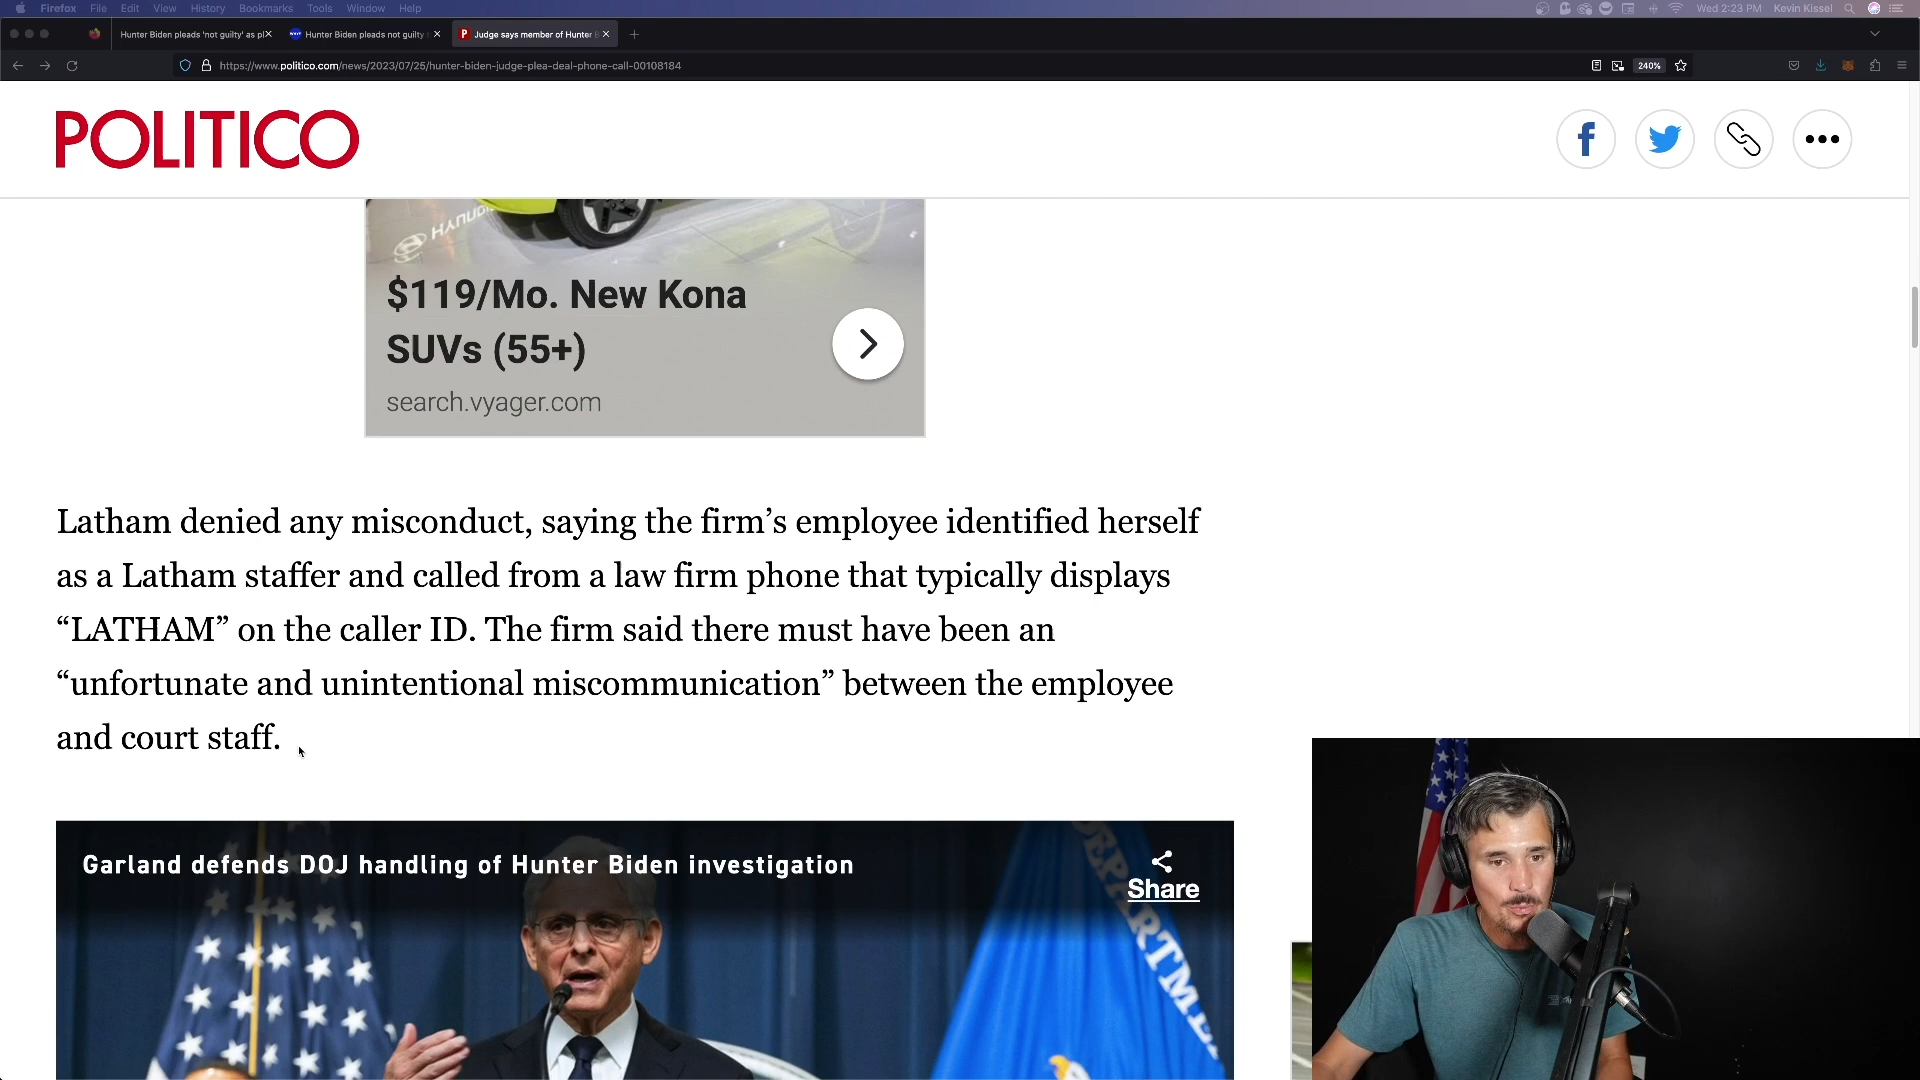 Firefox File Edit View History Bookmarks Tools Window Help Wed 2:23 PM Kevin Kissel
Hunter Biden pleads 'not guilty' as pl Hunter Biden pleads not guilty Judge says member of Hunter B
https://www.politico.com/news/2023/07/25/hunter-biden-judge-plea-deal-phone-call-00108184 240%
POLITICO
HYUNDAI
$119/Mo. New Kona
SUVs (55+)
search.vyager.com
Latham denied any misconduct, saying the firm’s employee identified herself
as a Latham staffer and called from a law firm phone that typically displays
“LATHAM” on the caller ID. The firm said there must have been an
“unfortunate and unintentional miscommunication” between the employee
and court staff.
Garland defends DOJ handling of Hunter Biden investigation
Share
DEPARTMENT